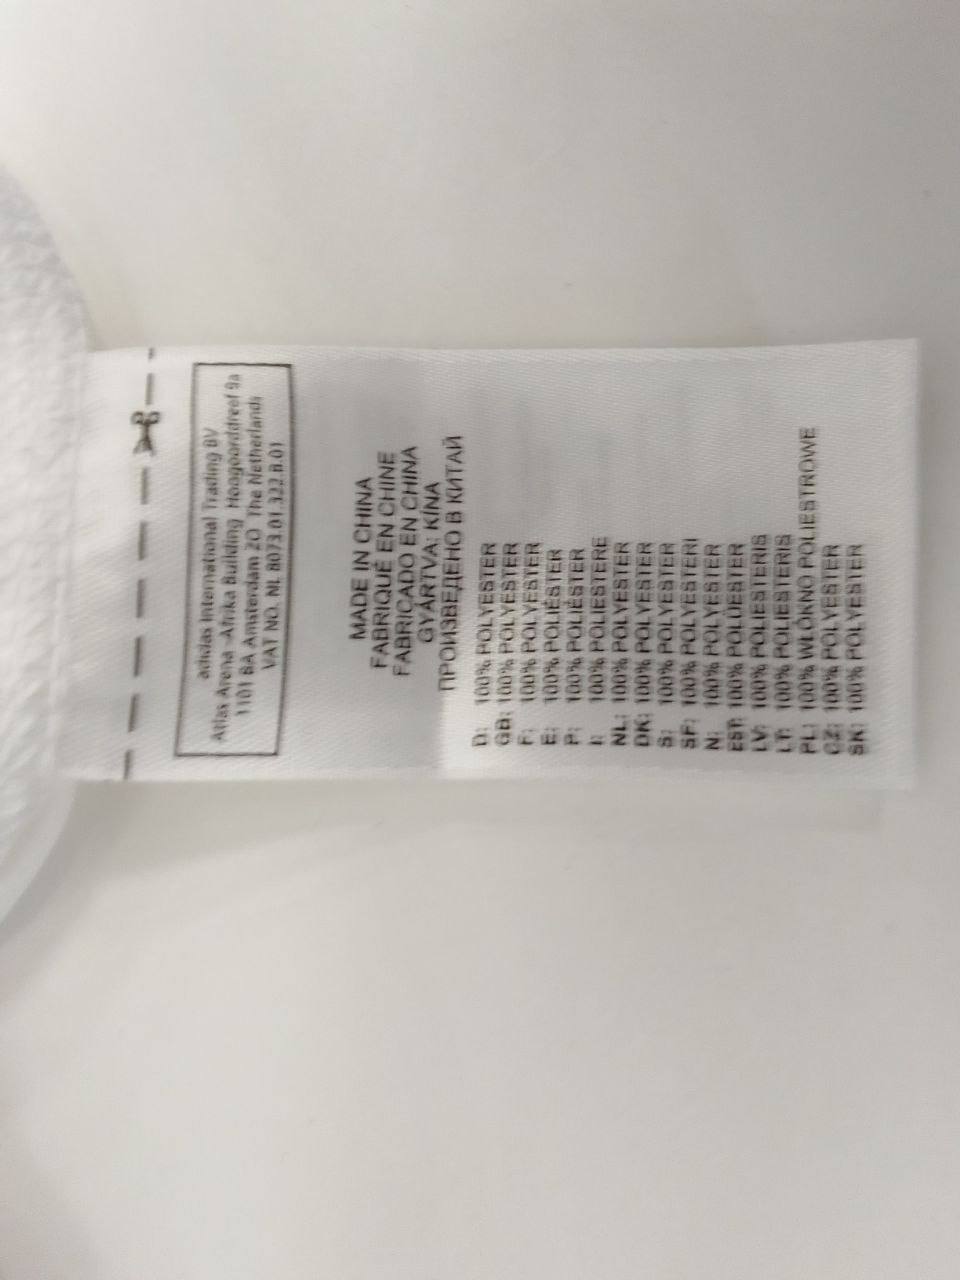 adidas International Trading BV
Atlas Arena -Afrika Building Hoogoorddreef 9a
1101 BA Amsterdam ZO The Netherlands
VAT NO. NL 8073.01.322.B.01
MADE IN CHINA
FABRIQUÉ EN CHINE
FABRICADO EN CHINA
GYÁRTVA: KÍNA
ПРОИЗВЕДЕНО В КИТАЙ
D: 100% POLYESTER
GB: 100% POLYESTER
F: 100% POLYESTER
E: 100% POLIÉSTER
P: 100% POLIÉSTER
I: 100% POLIESTERE
NL: 100% POLYESTER
DK: 100% POLYESTER
S: 100% POLYESTER
SF: 100% POLYESTERI
N: 100% POLYESTER
EST: 100% POLÜESTER
LV: 100% POLIESTERIS
LT: 100% POLIESTERIS
PL: 100% WŁÓKNO POLIESTROWE
CZ: 100% POLYESTER
SK: 100% POLYESTER